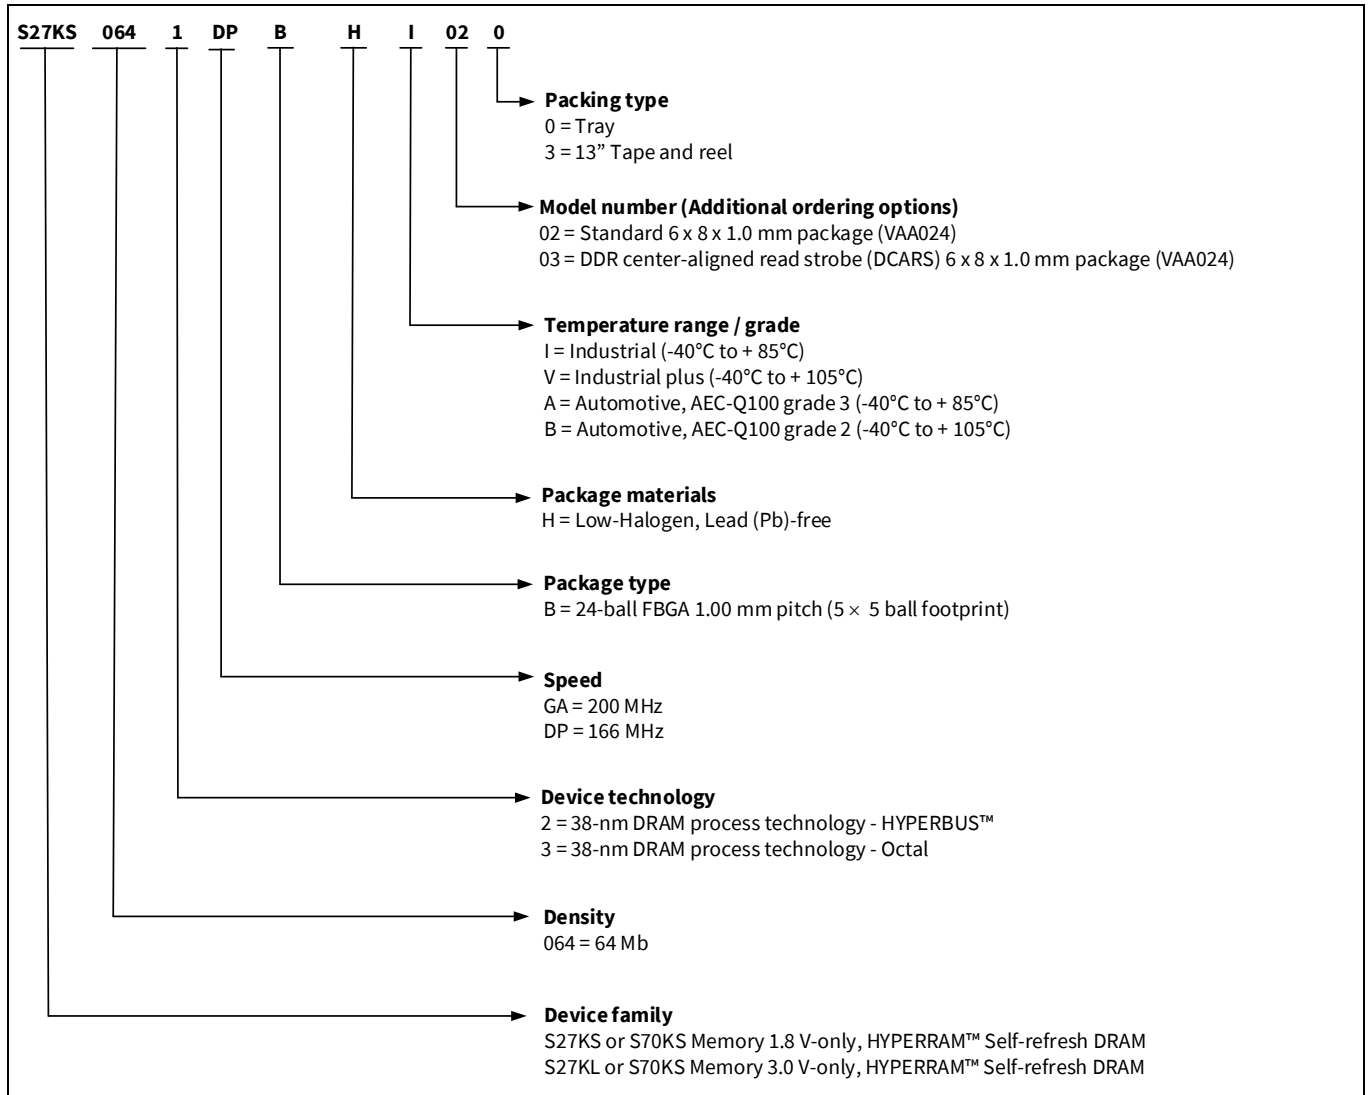 S27KS 064 1 DP B H I 02 0
Packing type
0 = Tray
3 = 13” Tape and reel
Model number (Additional ordering options)
02 = Standard 6 x 8 x 1.0 mm package (VAA024)
03 = DDR center-aligned read strobe (DCARS) 6 x 8 x 1.0 mm package (VAA024)
Temperature range / grade
I = Industrial (-40°C to + 85°C)
V = Industrial plus (-40°C to + 105°C)
A = Automotive, AEC-Q100 grade 3 (-40°C to + 85°C)
B = Automotive, AEC-Q100 grade 2 (-40°C to + 105°C)
Package materials
H = Low-Halogen, Lead (Pb)-free
Package type
B = 24-ball FBGA 1.00 mm pitch (5 × 5 ball footprint)
Speed
GA = 200 MHz
DP = 166 MHz
Device technology
2 = 38-nm DRAM process technology - HYPERBUS™
3 = 38-nm DRAM process technology - Octal
Density
064 = 64 Mb
Device family
S27KS or S70KS Memory 1.8 V-only, HYPERRAM™ Self-refresh DRAM
S27KL or S70KS Memory 3.0 V-only, HYPERRAM™ Self-refresh DRAM